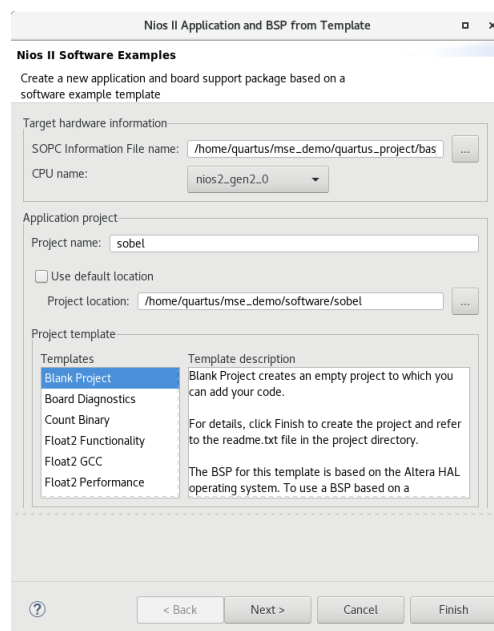 Nios II Application and BSP from Template
Nios II Software Examples
Create a new application and board support package based on a
software example template
Target hardware information
SOPC Information File name: /home/quartus/mse_demo/quartus_project/bas ...
CPU name: nios2_gen2_0
Application project
Project name: sobel
Use default location
Project location: /home/quartus/mse_demo/software/sobel ...
Project template
Templates
Blank Project
Board Diagnostics
Count Binary
Float2 Functionality
Float2 GCC
Float2 Performance
Template description
Blank Project creates an empty project to which you
can add your code.
For details, click Finish to create the project and refer
to the readme.txt file in the project directory.
The BSP for this template is based on the Altera HAL
operating system. To use a BSP based on a
? < Back Next > Cancel Finish